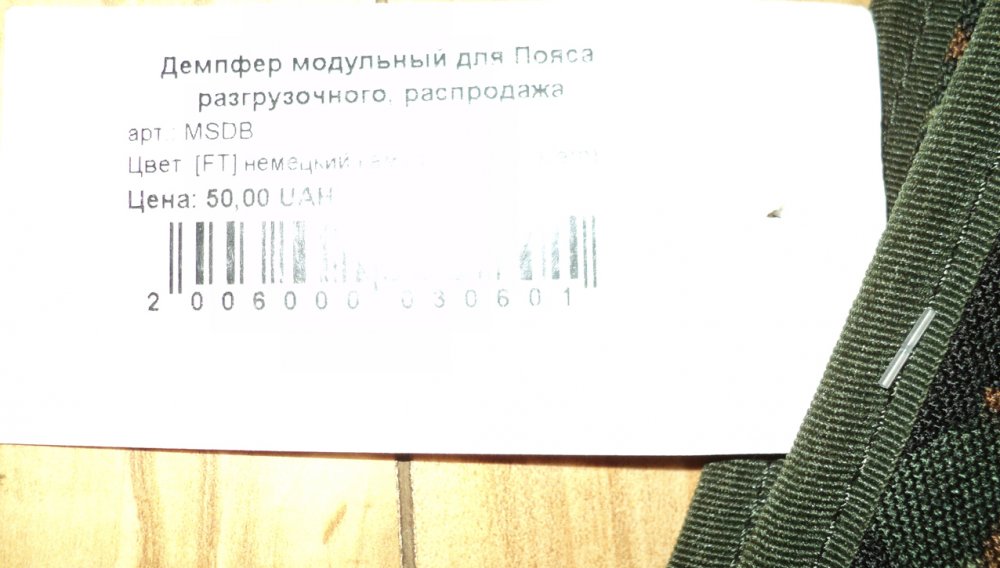 Демпфер модульный для Пояса
разгрузочного, распродажа
арт.: MSDB
Цвет [FT] немецкий
Цена: 50,00 UAH
2 006000 030601